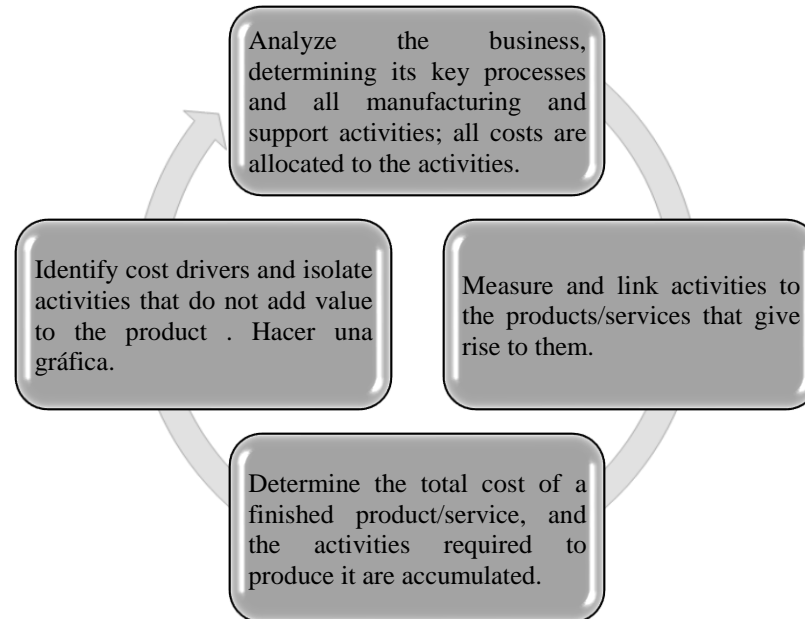 Analyze the business,
determining its key processes
and all manufacturing and
support activities; all costs are
allocated to the activities.
Measure and link activities to
the products/services that give
rise to them.
Determine the total cost of a
finished product/service, and
the activities required to
produce it are accumulated.
Identify cost drivers and isolate
activities that do not add value
to the product . Hacer una
gráfica.